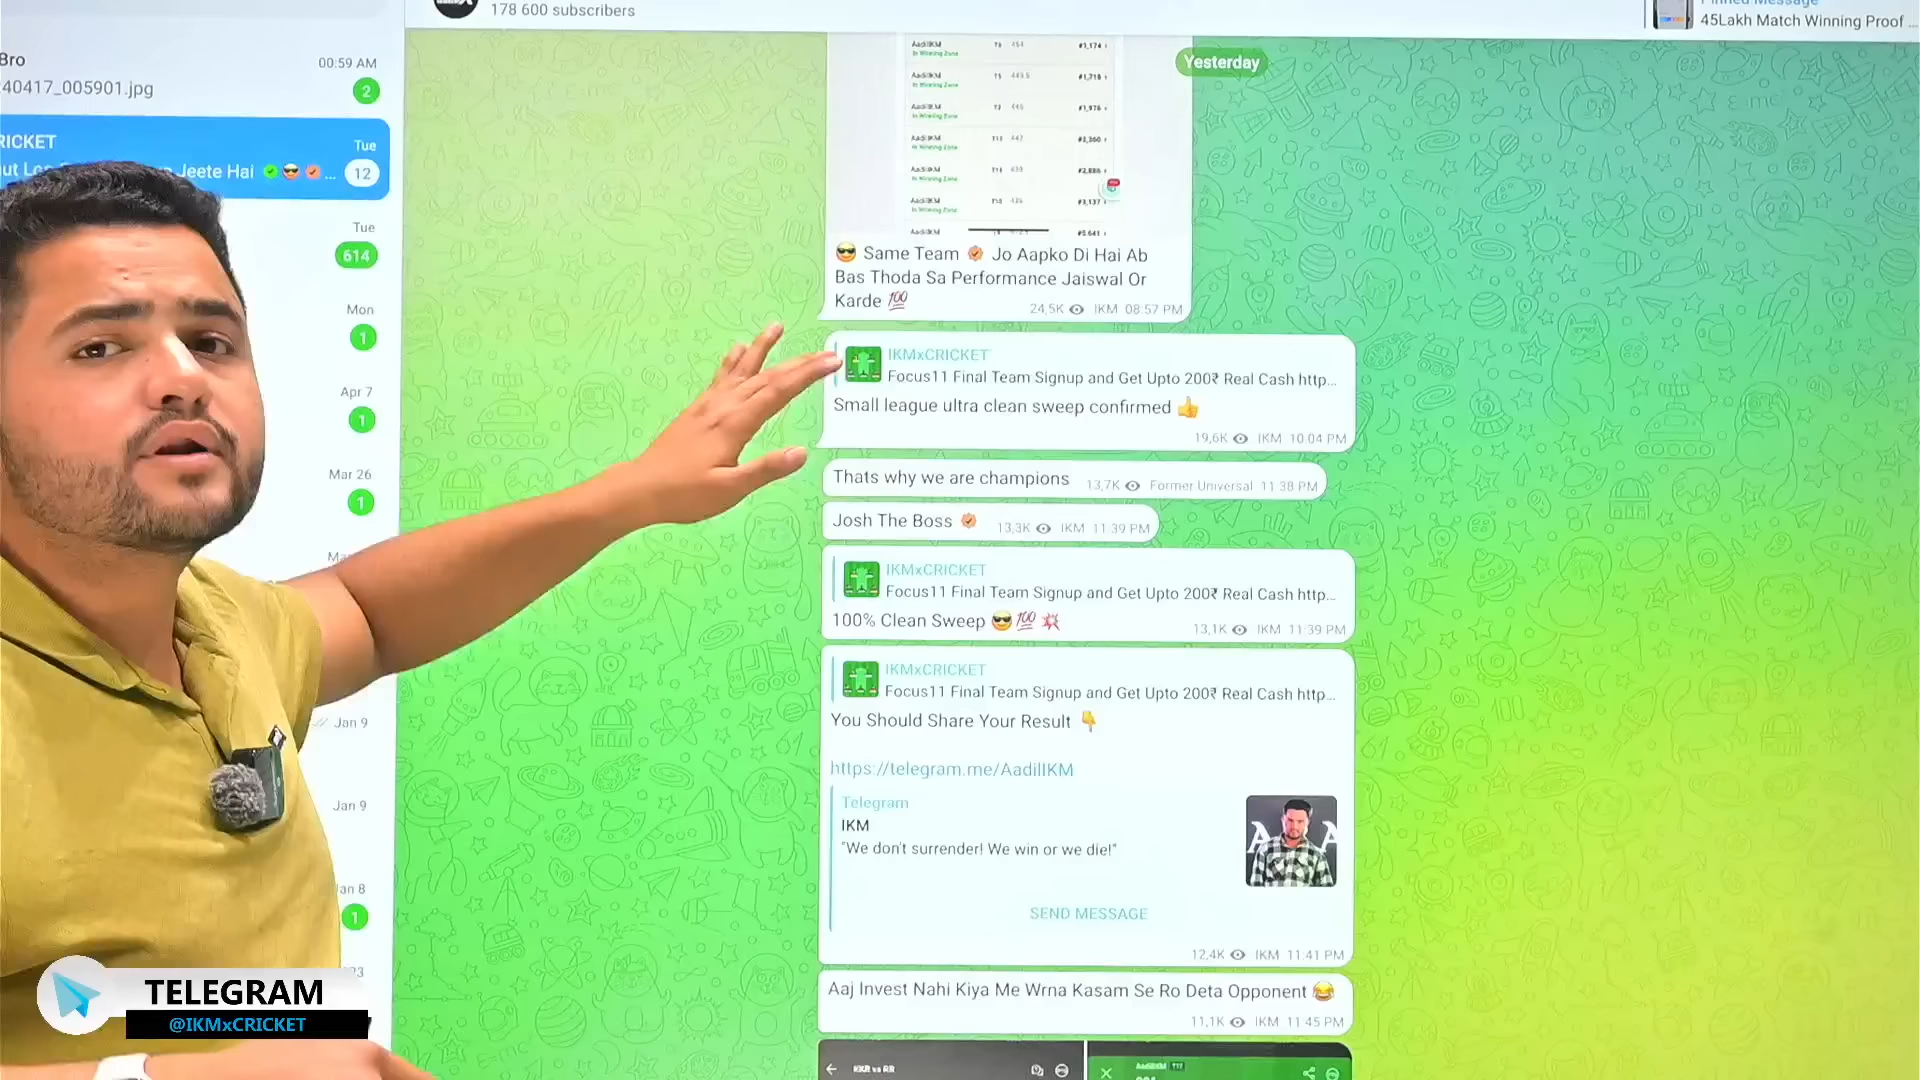 178 600 subscribers
45Lakh Match Winning Proof ...
Bro
00:59 AM
40417_005901.jpg
2
RICKET
Tue
Jeete Hai
...
12
Tue
614
Mon
1
Apr 7
1
Mar 26
1
Jan 9
Jan 9
an 8
1
Yesterday
Same Team Jo Aapko Di Hai Ab
Bas Thoda Sa Performance Jaiswal Or
Karde 💯
24,5K IKM 08:57 PM
IKMxCRICKET
Focus11 Final Team Signup and Get Upto 200₹ Real Cash http...
Small league ultra clean sweep confirmed 👍
19,6K IKM 10:04 PM
Thats why we are champions
13,7K Former Universal 11:38 PM
Josh The Boss
13,3K IKM 11:39 PM
IKMxCRICKET
Focus11 Final Team Signup and Get Upto 200₹ Real Cash http...
100% Clean Sweep 😎💯💥
13,1K IKM 11:39 PM
IKMxCRICKET
Focus11 Final Team Signup and Get Upto 200₹ Real Cash http...
You Should Share Your Result 👇
https://telegram.me/AadilIKM
Telegram
IKM
"We don't surrender! We win or we die!"
SEND MESSAGE
12,4K IKM 11:41 PM
Aaj Invest Nahi Kiya Me Wrna Kasam Se Ro Deta Opponent 😂
11,1K IKM 11:45 PM
KKR vs RR
TELEGRAM
@IKMxCRICKET